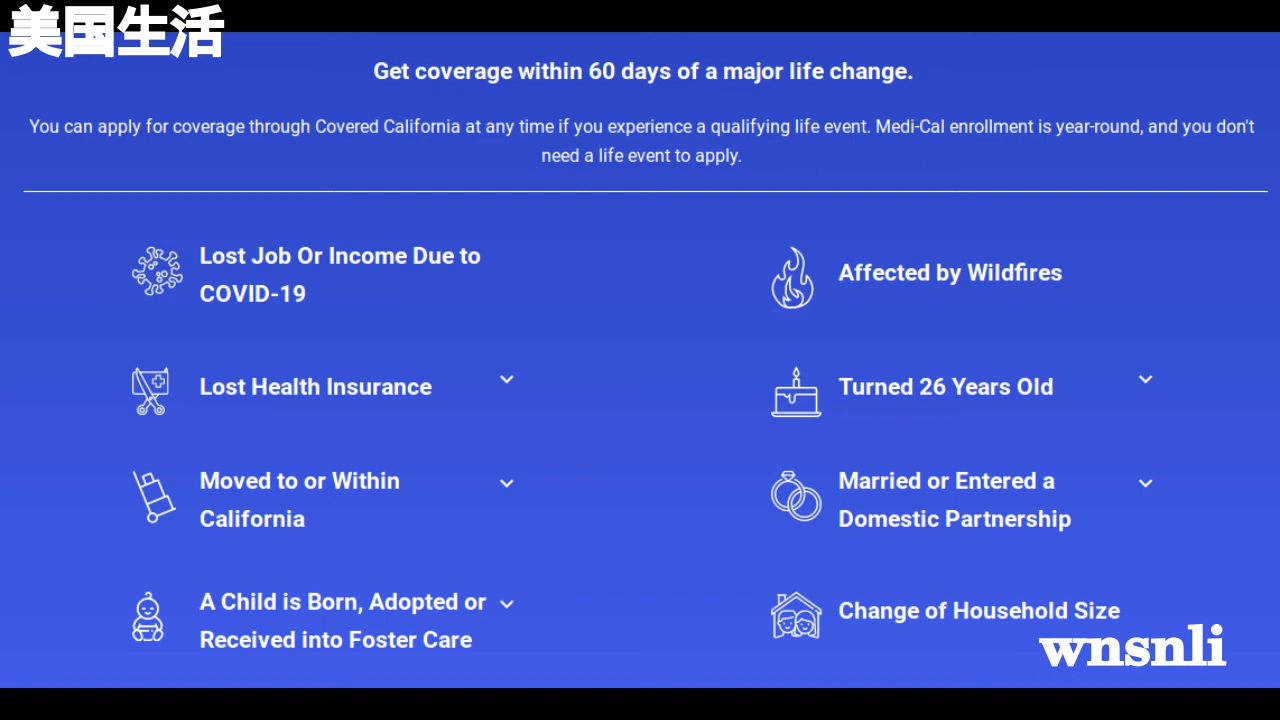 美国生活
Get coverage within 60 days of a major life change.
You can apply for coverage through Covered California at any time if you experience a qualifying life event. Medi-Cal enrollment is year-round, and you don't
need a life event to apply.
Lost Job Or Income Due to
COVID-19
Affected by Wildfires
Lost Health Insurance
Turned 26 Years Old
Moved to or Within
California
Married or Entered a
Domestic Partnership
A Child is Born, Adopted or
Received into Foster Care
Change of Household Size
wnsnli